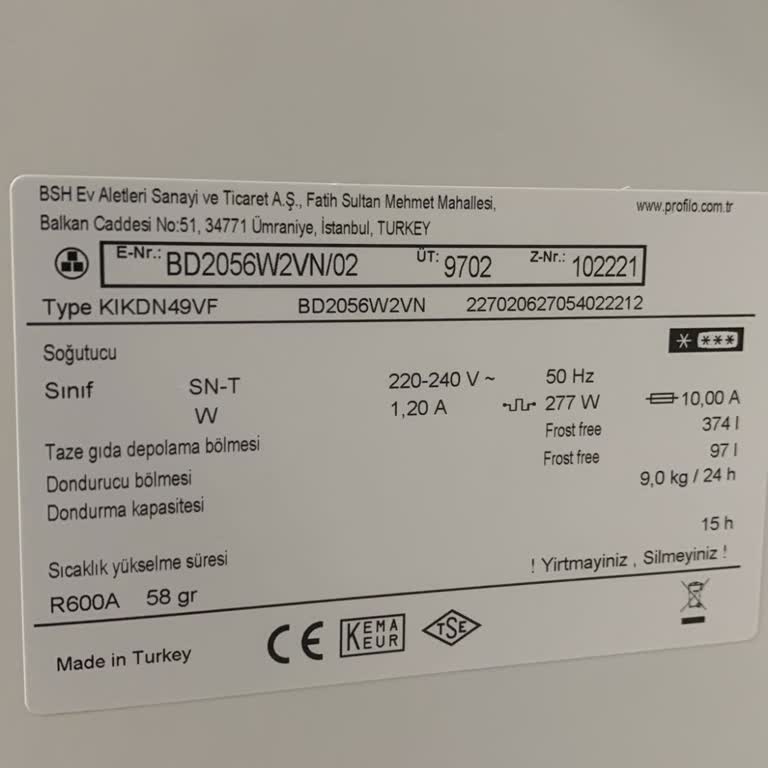 BSH Ev Aletleri Sanayi ve Ticaret A.Ş., Fatih Sultan Mehmet Mahallesi,
www.profilo.com.tr
Balkan Caddesi No:51, 34771 Ümraniye, İstanbul, TURKEY
E-Nr.: BD2056W2VN/02 ÜT: 9702 Z-Nr.: 102221
Type KIKDN49VF BD2056W2VN 227020627054022212
Soğutucu * ***
Sınıf SN-T 220-240 V ~ 50 Hz
W 1,20 A 277 W 10,00 A
Taze gıda depolama bölmesi Frost free 374 l
Dondurucu bölmesi Frost free 97 l
Dondurma kapasitesi 9,0 kg / 24 h
Sıcaklık yükselme süresi 15 h
R600A 58 gr ! Yirtmayiniz , Silmeyiniz !
Made in Turkey CE KEMA KEUR TSE